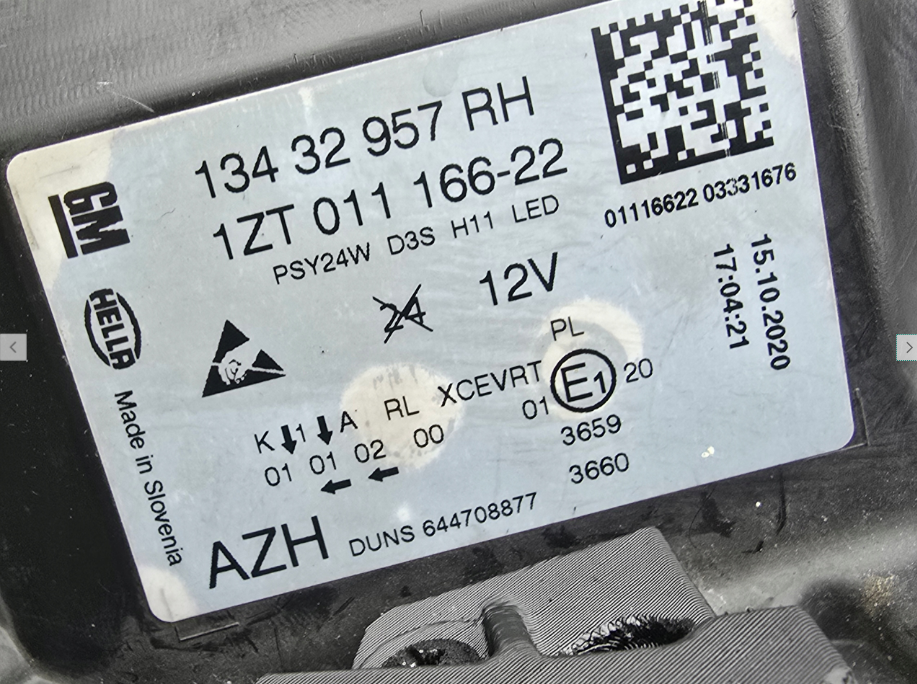 134 32 957 RH
1ZT 011 166-22
PSY24W D3S H11 LED
01116622 03331676
GM
HELLA
Made in Slovenia
24 12V
15.10.2020
17:04:21
PL
K 1 A RL XCEVRT E1 20
01 01 02 00 01
3659
3660
AZH DUNS 644708877